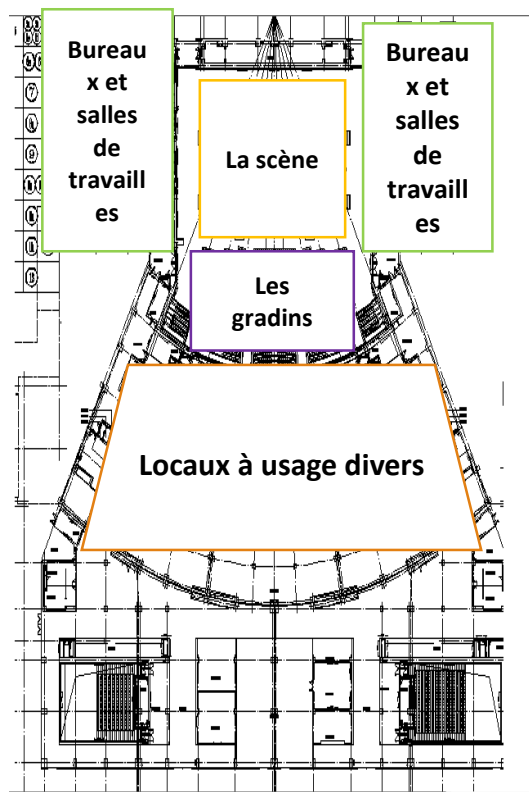 Bureau
x et
salles
de
travaill
es
La scène
Bureau
x et
salles
de
travaill
es
Les
gradins
Locaux à usage divers